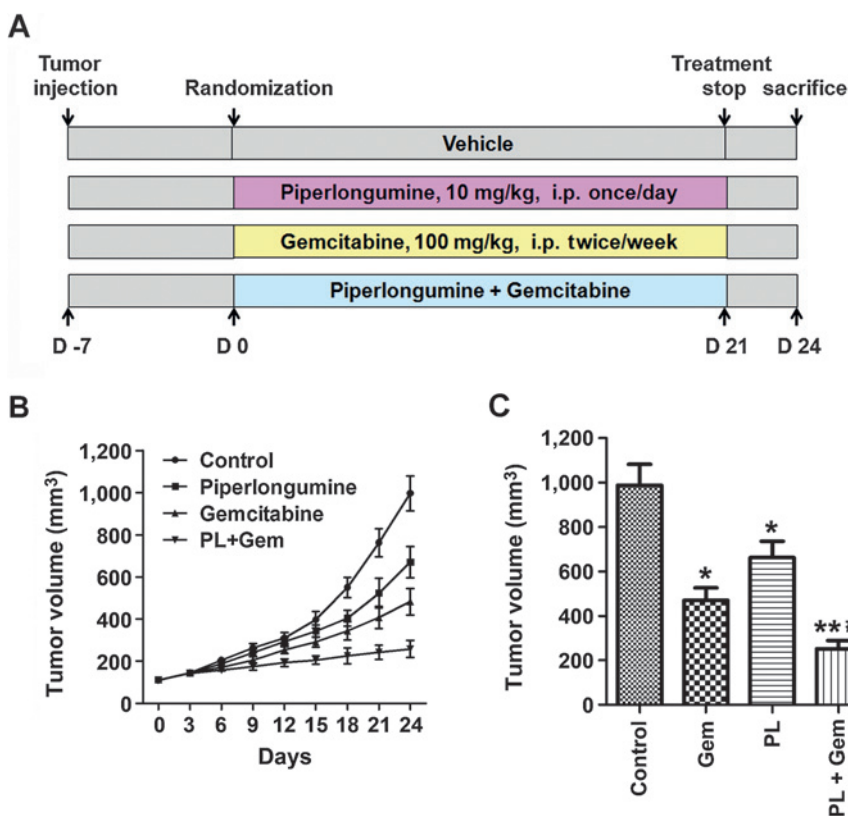 A
Tumor
injection
Randomization
Treatment
stop
sacrifice
Vehicle
Piperlongumine, 10 mg/kg, i.p. once/day
Gemcitabine, 100 mg/kg, i.p. twice/week
Piperlongumine + Gemcitabine
D -7
D 0
D 21
D 24
B
Tumor volume (mm³)
1,200
1,000
800
600
400
200
0
Control
Piperlongumine
Gemcitabine
PL+Gem
0 3 6 9 12 15 18 21 24
Days
C
Tumor volume (mm³)
1,200
1,000
800
600
400
200
0
*
*
***
Control
Gem
PL
PL + Gem